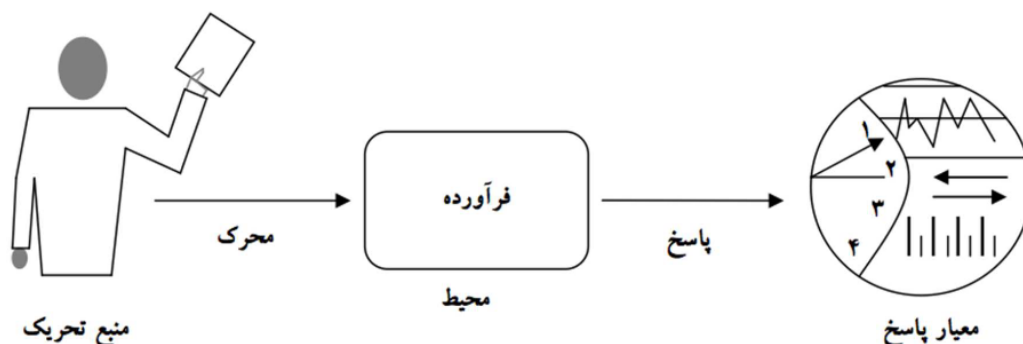 فرآورده
محرک
پاسخ
محیط
منبع تحریک
معیار پاسخ
۱
۲
۳
۴